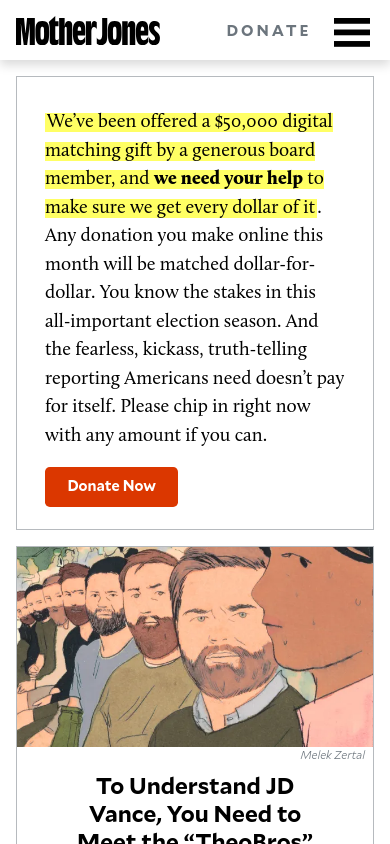 Mother Jones
DONATE
We’ve been offered a $50,000 digital
matching gift by a generous board
member, and we need your help to
make sure we get every dollar of it.
Any donation you make online this
month will be matched dollar-for-
dollar. You know the stakes in this
all-important election season. And
the fearless, kickass, truth-telling
reporting Americans need doesn’t pay
for itself. Please chip in right now
with any amount if you can.
Donate Now
Melek Zertal
To Understand JD
Vance, You Need to
Meet the “TheoBros”